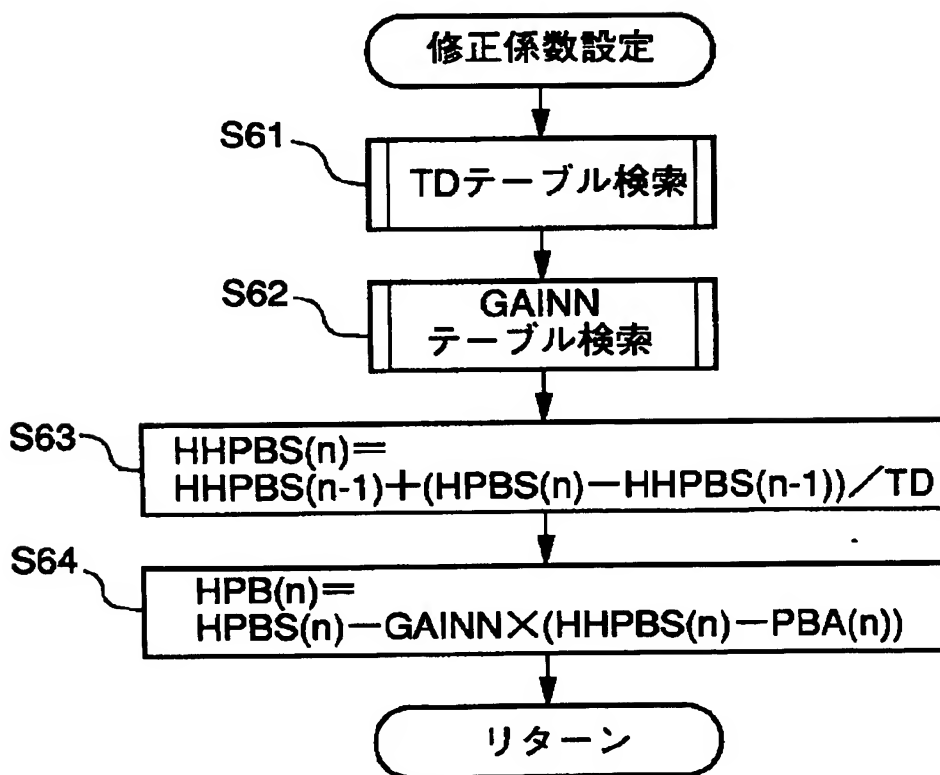 修正係数設定
S61
TDテーブル検索
S62
GAINN
テーブル検索
S63
HHPBS(n)=
HHPBS(n-1)+(HPBS(n)-HHPBS(n-1))/TD
S64
HPB(n)=
HPBS(n)-GAINN×(HHPBS(n)-PBA(n))
リターン